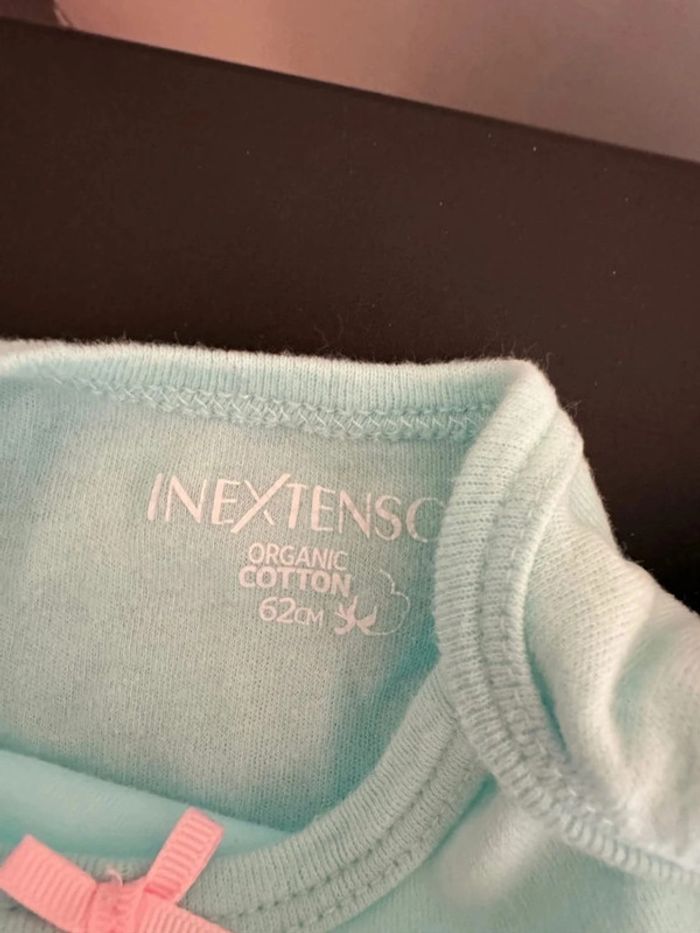 INEXTENSO
ORGANIC
COTTON
62CM